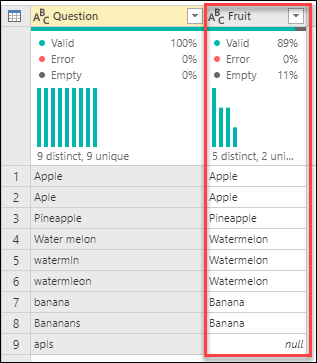 ABC Question Fruit
ABC
Valid 100%
Error 0%
Empty 0%
Valid 89%
Error 0%
Empty 11%
9 distinct, 9 unique
5 distinct, 2 uni...
1 Apple Apple
2 Aple Apple
3 Pineapple Pineapple
4 Water melon Watermelon
5 watermln Watermelon
6 watermleon Watermelon
7 banana Banana
8 Bananans Banana
9 apls null